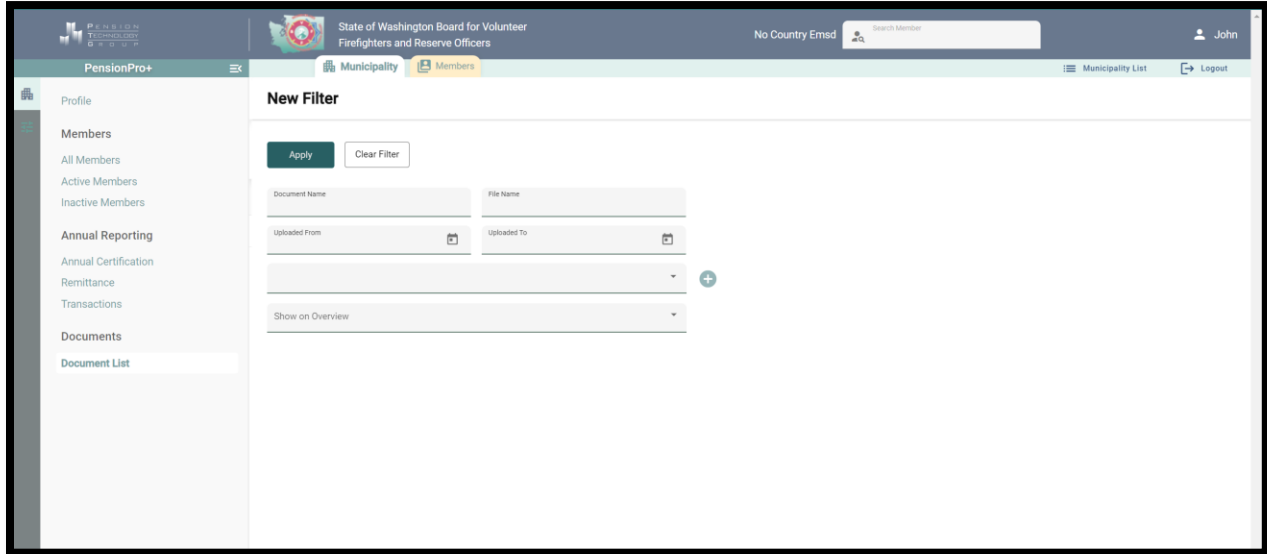 PENSION
TECHNOLOGY
GROUP
State of Washington Board for Volunteer
Firefighters and Reserve Officers
No Country Emsd
Search Member
John
PensionPro+
Municipality
Members
Municipality List
Logout
Profile
Members
All Members
Active Members
Inactive Members
Annual Reporting
Annual Certification
Remittance
Transactions
Documents
Document List
New Filter
Apply
Clear Filter
Document Name
File Name
Uploaded From
Uploaded To
Show on Overview